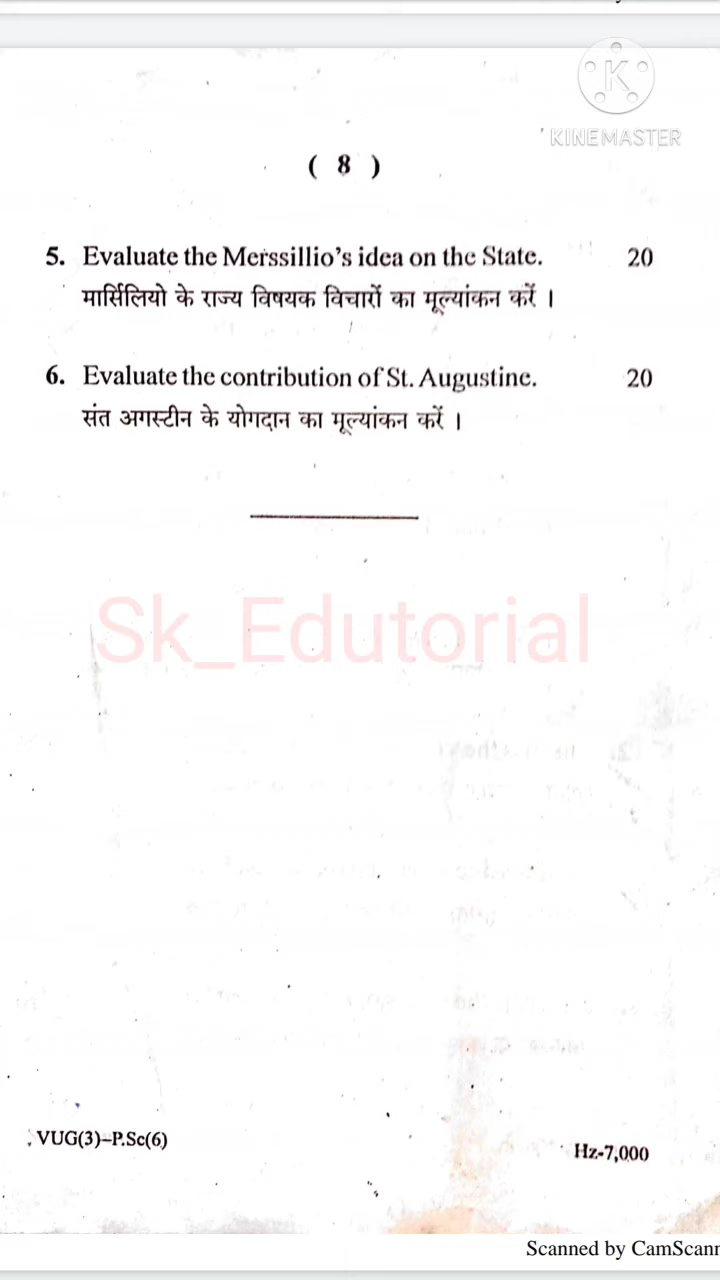 KINEMASTER
( 8 )
5. Evaluate the Merssillio's idea on the State. 20
मार्सिलियो के राज्य विषयक विचारों का मूल्यांकन करें ।
6. Evaluate the contribution of St. Augustine. 20
संत अगस्टीन के योगदान का मूल्यांकन करें ।
Sk_Edutorial
VUG(3)–P.Sc(6)
Hz-7,000
Scanned by CamScann